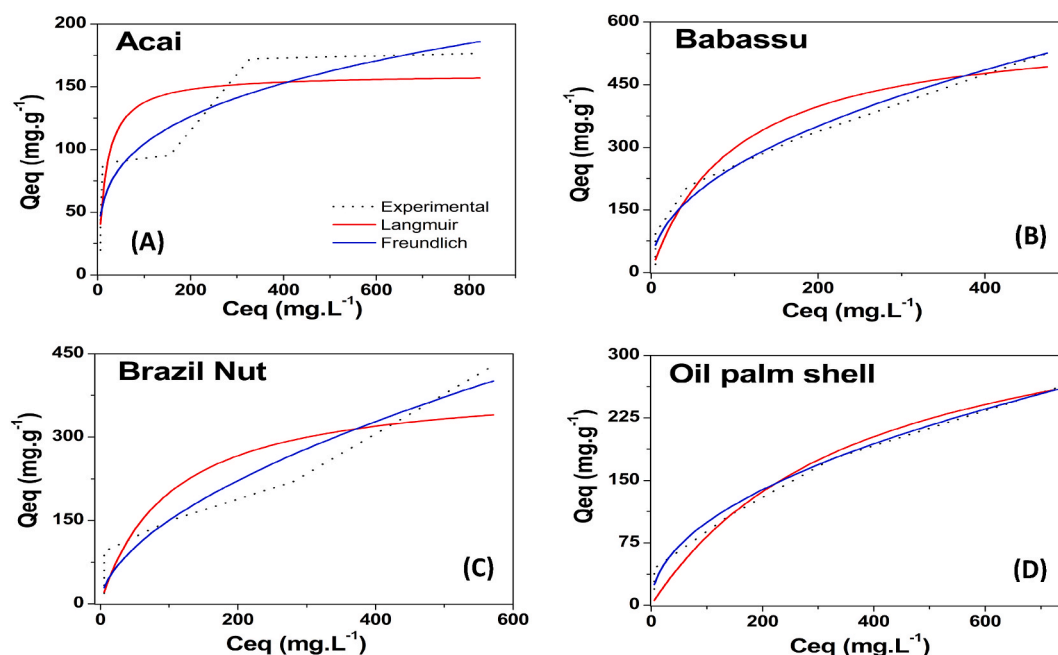 200
150
100
50
0
Qeq (mg.g⁻¹)
Acai
Experimental
Langmuir
Freundlich
(A)
0 200 400 600 800
Ceq (mg.L⁻¹)
600
450
300
150
0
Qeq (mg.g⁻¹)
Babassu
(B)
0 200 400
Ceq (mg.L⁻¹)
450
300
150
0
Qeq (mg.g⁻¹)
Brazil Nut
(C)
0 200 400 600
Ceq (mg.L⁻¹)
300
225
150
75
0
Qeq (mg.g⁻¹)
Oil palm shell
(D)
0 200 400 600
Ceq (mg.L⁻¹)